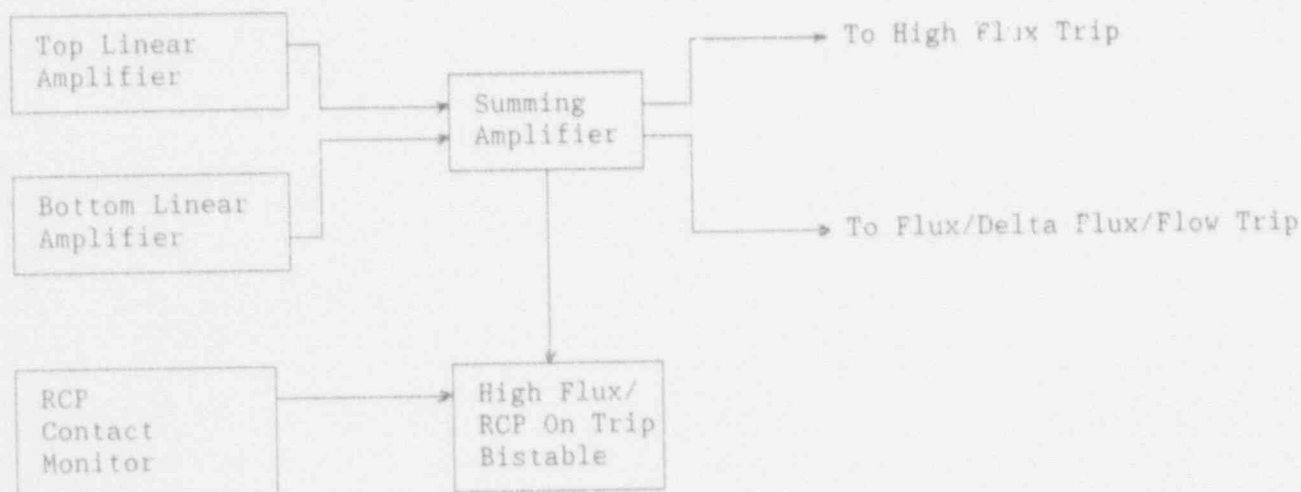 Top Linear
Amplifier
To High Flux Trip
Summing
Amplifier
Bottom Linear
Amplifier
To Flux/Delta Flux/Flow Trip
RCP
Contact
Monitor
High Flux/
RCP On Trip
Bistable